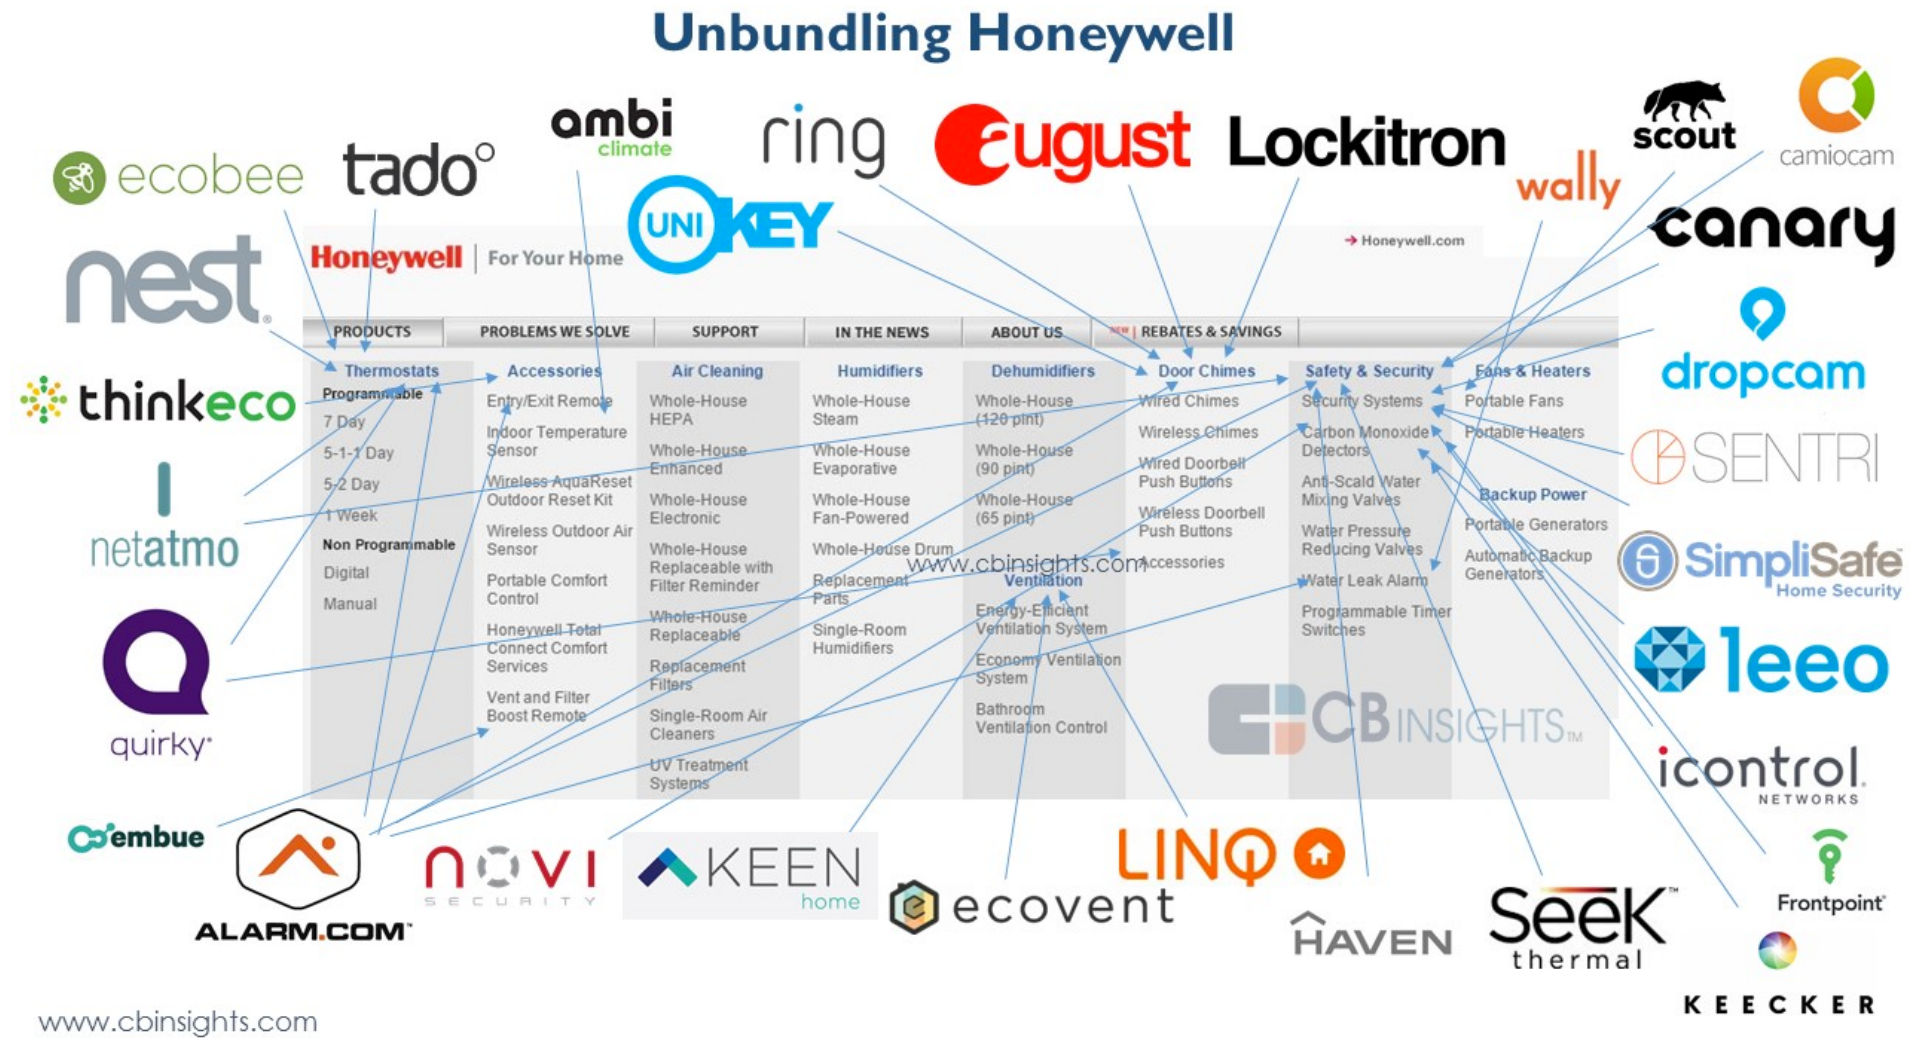 Unbundling Honeywell
ecobee
tado°
ambi
climate
ring
august
Lockitron
wally
scout
camiocam
UNIKEY
canary
nest
Honeywell | For Your Home
→ Honeywell.com
dropcam
PRODUCTS
PROBLEMS WE SOLVE
SUPPORT
IN THE NEWS
ABOUT US
NEW | REBATES & SAVINGS
thinkeco
Thermostats
Programmable
7 Day
5-1-1 Day
5-2 Day
1 Week
Non Programmable
Digital
Manual
Accessories
Entry/Exit Remote
Indoor Temperature
Sensor
Wireless AquaReset
Outdoor Reset Kit
Wireless Outdoor Air
Sensor
Portable Comfort
Control
Honeywell Total
Connect Comfort
Services
Vent and Filter
Boost Remote
Air Cleaning
Whole-House
HEPA
Whole-House
Enhanced
Whole-House
Electronic
Whole-House
Replaceable with
Filter Reminder
Whole-House
Replaceable
Replacement
Filters
Single-Room Air
Cleaners
UV Treatment
Systems
Humidifiers
Whole-House
Steam
Whole-House
Evaporative
Whole-House
Fan-Powered
Whole-House Drum
Replacement
Parts
Single-Room
Humidifiers
Dehumidifiers
Whole-House
(120 pint)
Whole-House
(90 pint)
Whole-House
(65 pint)
www.cbinsights.com
Ventilation
Energy-Efficient
Ventilation System
Economy Ventilation
System
Bathroom
Ventilation Control
Door Chimes
Wired Chimes
Wireless Chimes
Wired Doorbell
Push Buttons
Wireless Doorbell
Push Buttons
Accessories
Safety & Security
Security Systems
Carbon Monoxide
Detectors
Anti-Scald Water
Mixing Valves
Water Pressure
Reducing Valves
Water Leak Alarm
Programmable Timer
Switches
Fans & Heaters
Portable Fans
Portable Heaters
Backup Power
Portable Generators
Automatic Backup
Generators
CBINSIGHTS™
SENTRI
netatmo
SimpliSafe
Home Security
leeo
quirky
icontrol
NETWORKS
embue
ALARM.COM™
NOVI
SECURITY
KEEN
home
ecovent
LINQ
HAVEN
Seek™
thermal
Frontpoint
KEECKER
www.cbinsights.com